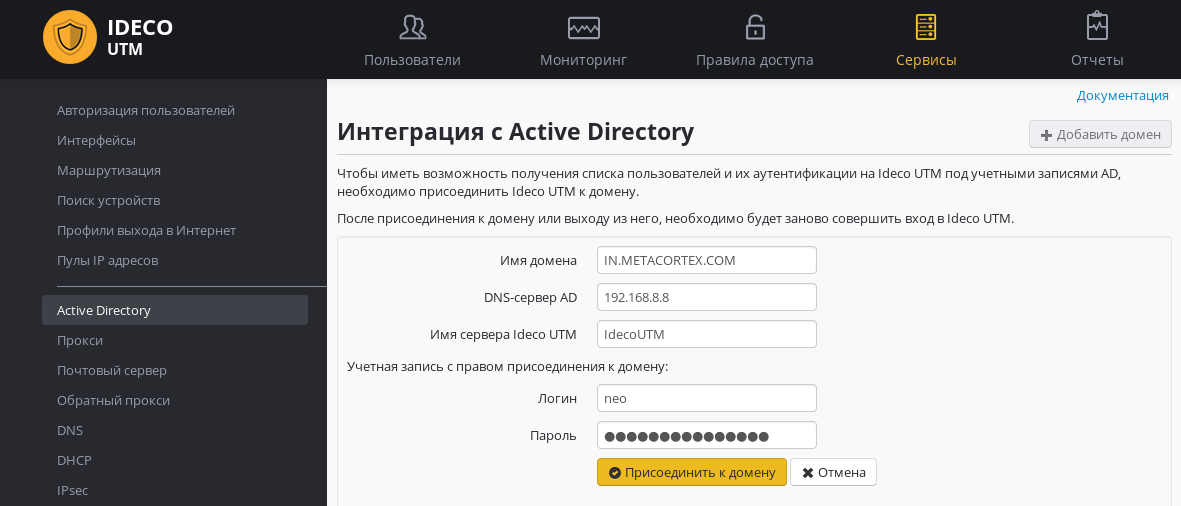 IDECO
UTM
Пользователи
Мониторинг
Правила доступа
Сервисы
Отчеты
Авторизация пользователей
Интерфейсы
Маршрутизация
Поиск устройств
Профили выхода в Интернет
Пулы IP адресов
Active Directory
Прокси
Почтовый сервер
Обратный прокси
DNS
DHCP
IPsec
Документация
Интеграция с Active Directory
Добавить домен
Чтобы иметь возможность получения списка пользователей и их аутентификации на Ideco UTM под учетными записями AD,
необходимо присоединить Ideco UTM к домену.
После присоединения к домену или выходу из него, необходимо будет заново совершить вход в Ideco UTM.
Имя домена IN.METACORTEX.COM
DNS-сервер AD 192.168.8.8
Имя сервера Ideco UTM IdecoUTM
Учетная запись с правом присоединения к домену:
Логин neo
Пароль ●●●●●●●●●●●●●●●
Присоединить к домену Отмена